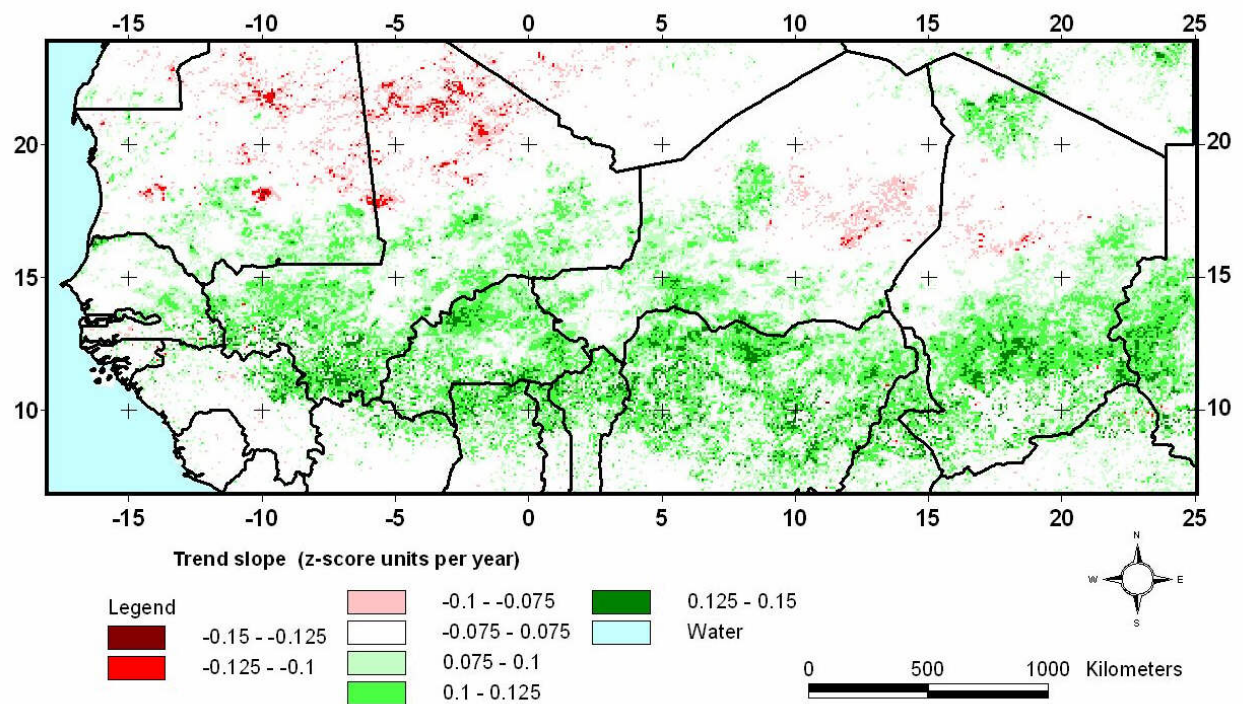 -15 -10 -5 0 5 10 15 20 25
20 20
15 15
10 10
-15 -10 -5 0 5 10 15 20 25
Trend slope (z-score units per year)
Legend
-0.15 - -0.125
-0.125 - -0.1
-0.1 - -0.075
-0.075 - 0.075
0.075 - 0.1
0.1 - 0.125
0.125 - 0.15
Water
N
W E
S
0 500 1000 Kilometers